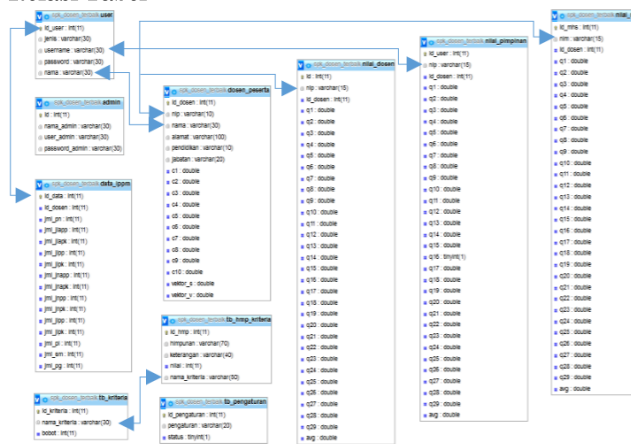 spk_dosen_terbaik user
id_user : int(11)
jenis : varchar(30)
username : varchar(30)
password : varchar(30)
nama : varchar(30)
spk_dosen_terbaik admin
id : int(11)
nama_admin : varchar(30)
user_admin : varchar(30)
password_admin : varchar(30)
spk_dosen_terbaik data_lppm
id_data : int(11)
id_dosen : int(11)
jml_pn : int(11)
jml_jiapp : int(11)
jml_jiapk : int(11)
jml_jipp : int(11)
jml_jipk : int(11)
jml_jnapp : int(11)
jml_jnapk : int(11)
jml_jnpp : int(11)
jml_jnpk : int(11)
jml_jlpp : int(11)
jml_jlpk : int(11)
jml_pi : int(11)
jml_em : int(11)
jml_pg : int(11)
spk_dosen_terbaik tb_kriteria
id_kriteria : int(11)
nama_kriteria : varchar(30)
bobot : int(11)
spk_dosen_terbaik dosen_peserta
id_dosen : int(11)
nip : varchar(10)
nama : varchar(30)
alamat : varchar(100)
pendidikan : varchar(10)
jabatan : varchar(20)
c1 : double
c2 : double
c3 : double
c4 : double
c5 : double
c6 : double
c7 : double
c8 : double
c9 : double
c10 : double
vektor_s : double
vektor_v : double
spk_dosen_terbaik tb_hmp_kriteria
id_hmp : int(11)
himpunan : varchar(70)
keterangan : varchar(40)
nilai : int(11)
nama_kriteria : varchar(50)
spk_dosen_terbaik tb_pengaturan
id_pengaturan : int(11)
pengaturan : varchar(20)
status : tinyint(1)
spk_dosen_terbaik nilai_dosen
id : int(11)
nip : varchar(15)
id_dosen : int(11)
q1 : double
q2 : double
q3 : double
q4 : double
q5 : double
q6 : double
q7 : double
q8 : double
q9 : double
q10 : double
q11 : double
q12 : double
q13 : double
q14 : double
q15 : double
q16 : double
q17 : double
q18 : double
q19 : double
q20 : double
q21 : double
q22 : double
q23 : double
q24 : double
q25 : double
q26 : double
q27 : double
q28 : double
q29 : double
avg : double
spk_dosen_terbaik nilai_pimpinan
id_user : int(11)
nip : varchar(15)
id_dosen : int(11)
q1 : double
q2 : double
q3 : double
q4 : double
q5 : double
q6 : double
q7 : double
q8 : double
q9 : double
q10 : double
q11 : double
q12 : double
q13 : double
q14 : double
q15 : double
q16 : tinyint(1)
q17 : double
q18 : double
q19 : double
q20 : double
q21 : double
q22 : double
q23 : double
q24 : double
q25 : double
q26 : double
q27 : double
q28 : double
q29 : double
avg : double
spk_dosen_terbaik nilai_
id_mhs : int(11)
nim : varchar(15)
id_dosen : int(11)
q1 : double
q2 : double
q3 : double
q4 : double
q5 : double
q6 : double
q7 : double
q8 : double
q9 : double
q10 : double
q11 : double
q12 : double
q13 : double
q14 : double
q15 : double
q16 : double
q17 : double
q18 : double
q19 : double
q20 : double
q21 : double
q22 : double
q23 : double
q24 : double
q25 : double
q26 : double
q27 : double
q28 : double
q29 : double
avg : double